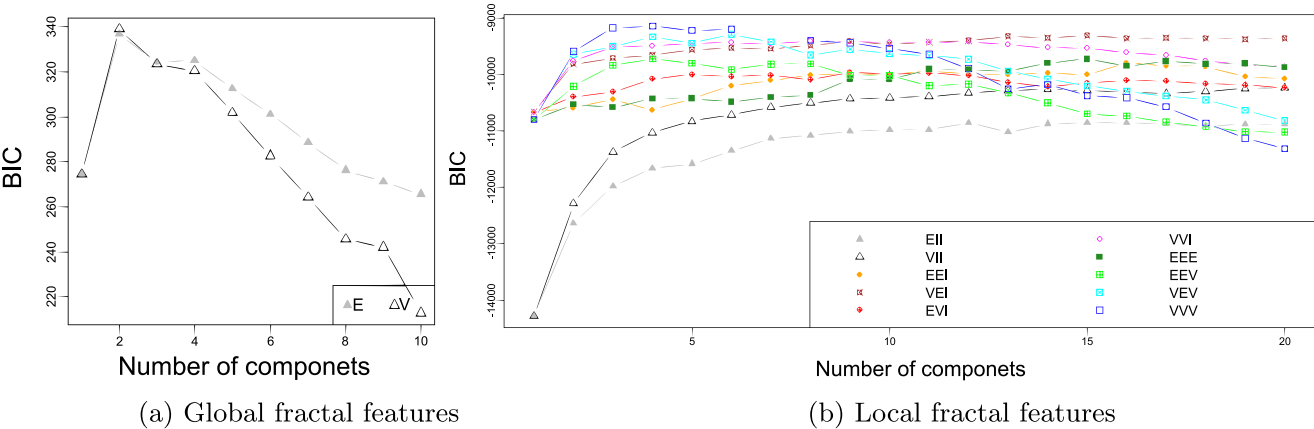 340
320
300
280
260
240
220
BIC
2
4
6
8
10
E V
Number of componets
(a) Global fractal features
-9000
-10000
-11000
-12000
-13000
-14000
BIC
5
10
15
20
EII
VII
EEI
VEI
EVI
VVI
EEE
EEV
VEV
VVV
Number of componets
(b) Local fractal features